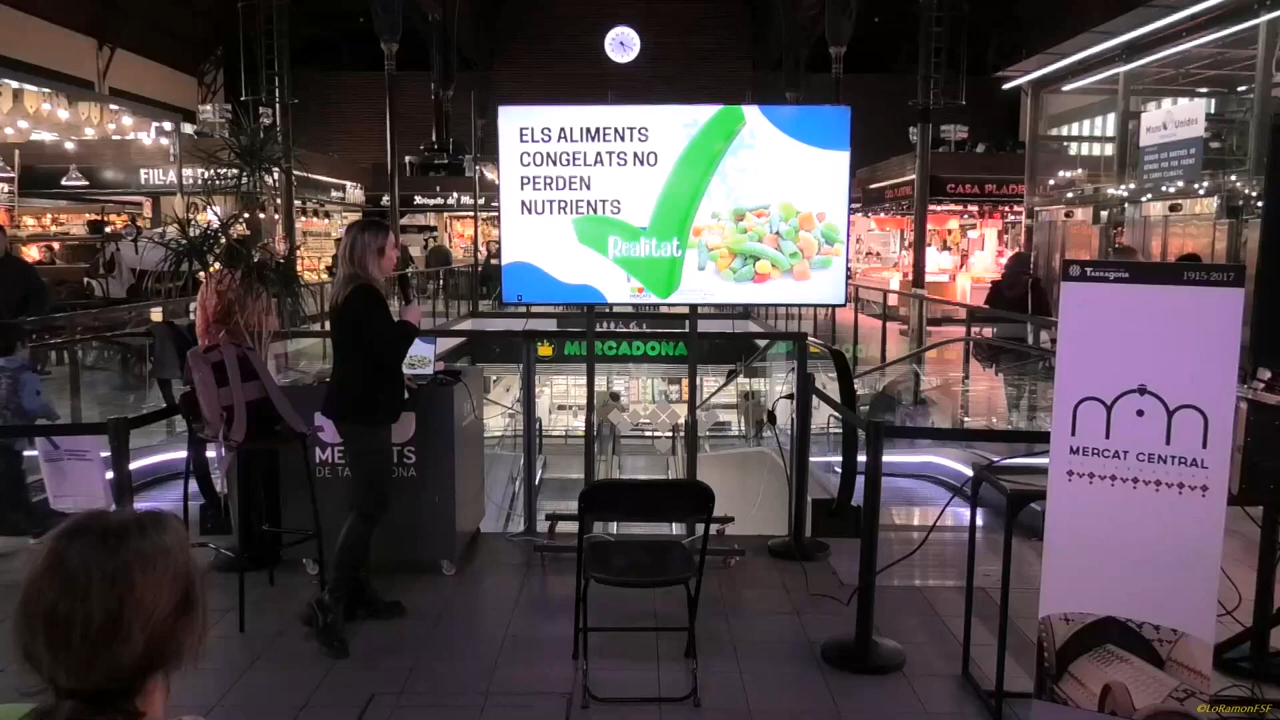 ELS ALIMENTS
CONGELATS NO
PERDEN
NUTRIENTS
Realitat
MERCADONA
FILLA
Xiringuito
CASA PLADE
Mans Unides
TARRAGONA
1915-2017
MERCAT CENTRAL
DE TARRAGONA
©LoRamonFSF